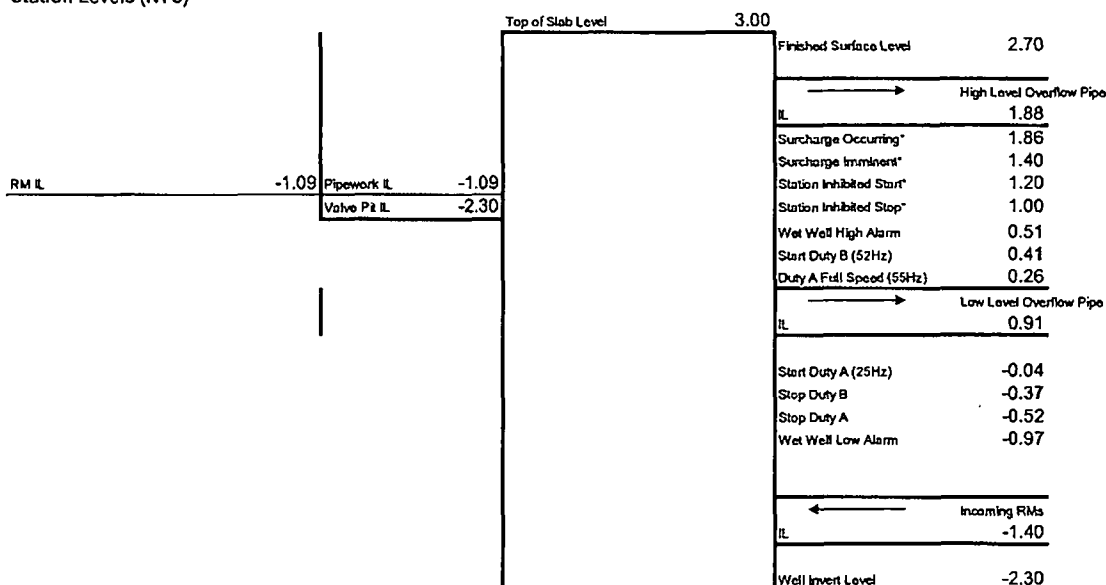 Station Levels (NTS)
Top of Slab Level 3.00
Finished Surface Level 2.70
High Level Overflow Pipe
IL 1.88
Surcharge Occurring* 1.86
Surcharge Imminent* 1.40
RM IL -1.09 Pipework IL -1.09 Station Inhibited Start* 1.20
Valve Pit IL -2.30 Station Inhibited Stop* 1.00
Wet Well High Alarm 0.51
Start Duty B (52Hz) 0.41
Duty A Full Speed (55Hz) 0.26
Low Level Overflow Pipe
IL 0.91
Start Duty A (25Hz) -0.04
Stop Duty B -0.37
Stop Duty A -0.52
Wet Well Low Alarm -0.97
Incoming RMs
IL -1.40
Well Invert Level -2.30